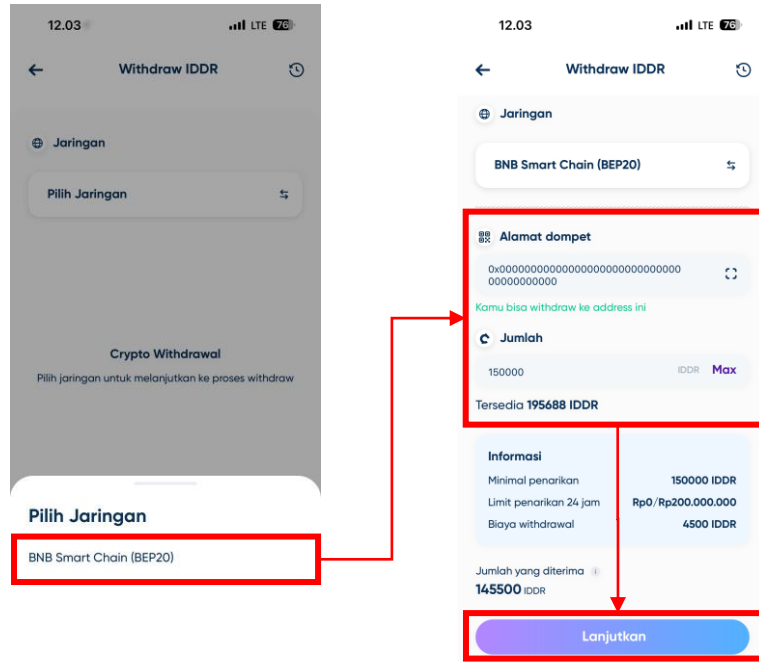 12.03
LTE 76
Withdraw IDDR
Jaringan
Pilih Jaringan
Crypto Withdrawal
Pilih jaringan untuk melanjutkan ke proses withdraw
Pilih Jaringan
BNB Smart Chain (BEP20)
12.03
LTE 76
Withdraw IDDR
Jaringan
BNB Smart Chain (BEP20)
Alamat dompet
0x00000000000000000000000000000
00000000000
Kamu bisa withdraw ke address ini
Jumlah
150000 IDDR Max
Tersedia 195688 IDDR
Informasi
Minimal penarikan 150000 IDDR
Limit penarikan 24 jam Rp0/Rp200.000.000
Biaya withdrawal 4500 IDDR
Jumlah yang diterima
145500 IDDR
Lanjutkan